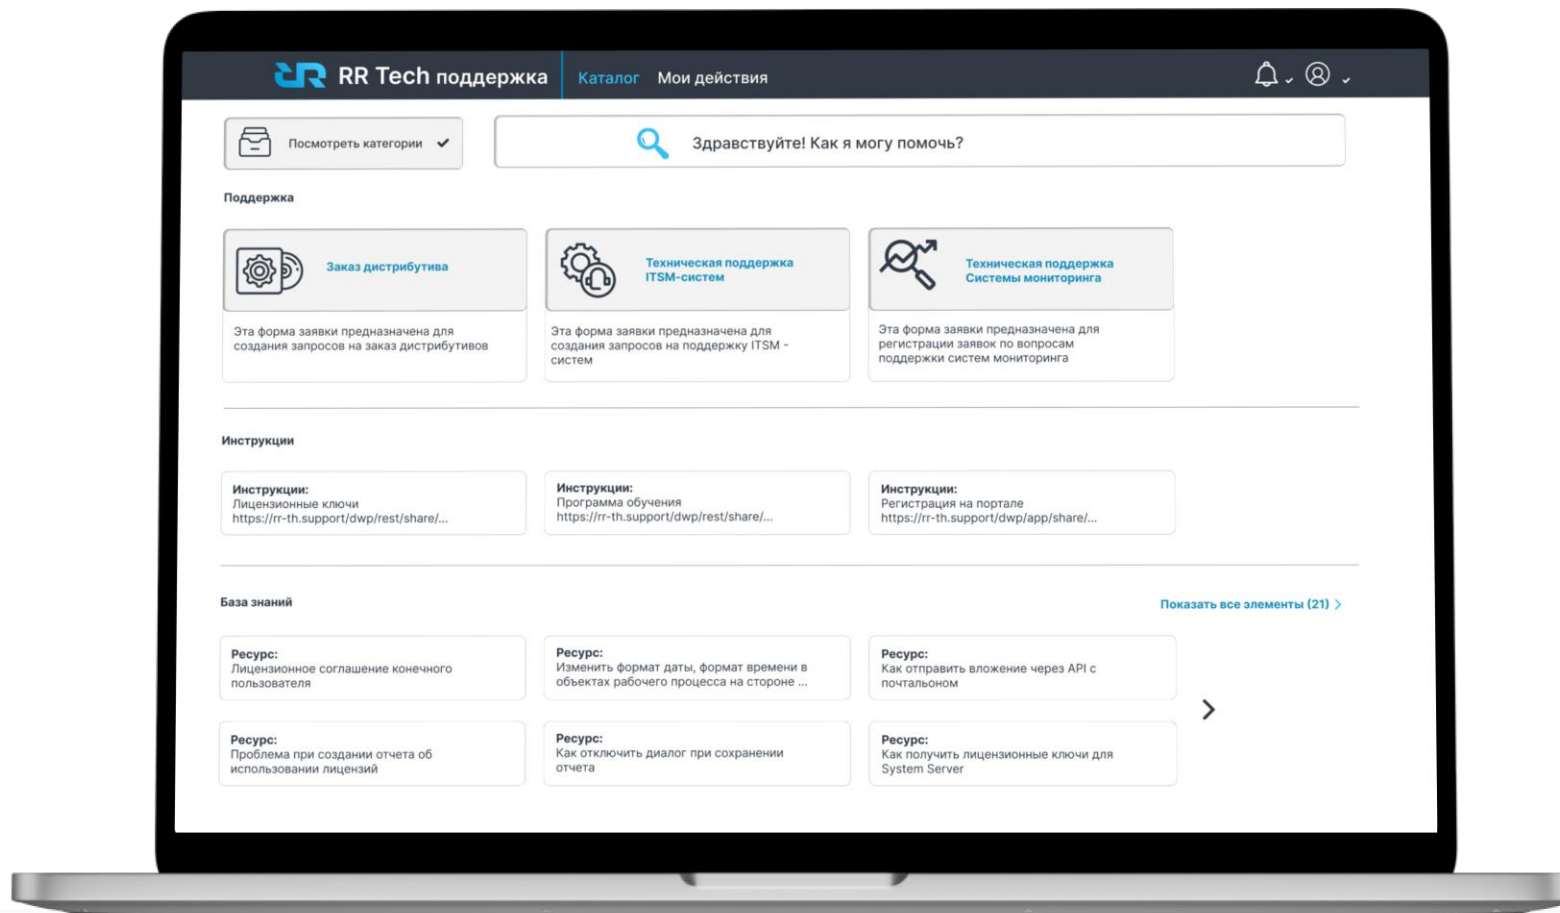 RR Tech поддержка
Каталог
Мои действия
Посмотреть категории
Здравствуйте! Как я могу помочь?
Поддержка
Заказ дистрибутива
Эта форма заявки предназначена для
создания запросов на заказ дистрибутивов
Техническая поддержка
ITSM-систем
Эта форма заявки предназначена для
создания запросов на поддержку ITSM -
систем
Техническая поддержка
Системы мониторинга
Эта форма заявки предназначена для
регистрации заявок по вопросам
поддержки систем мониторинга
Инструкции
Инструкции:
Лицензионные ключи
https://rr-th.support/dwp/rest/share/...
Инструкции:
Программа обучения
https://rr-th.support/dwp/rest/share/...
Инструкции:
Регистрация на портале
https://rr-th.support/dwp/app/share/...
База знаний
Показать все элементы (21)
Ресурс:
Лицензионное соглашение конечного
пользователя
Ресурс:
Изменить формат даты, формат времени в
объектах рабочего процесса на стороне ...
Ресурс:
Как отправить вложение через API с
почтальоном
Ресурс:
Проблема при создании отчета об
использовании лицензий
Ресурс:
Как отключить диалог при сохранении
отчета
Ресурс:
Как получить лицензионные ключи для
System Server